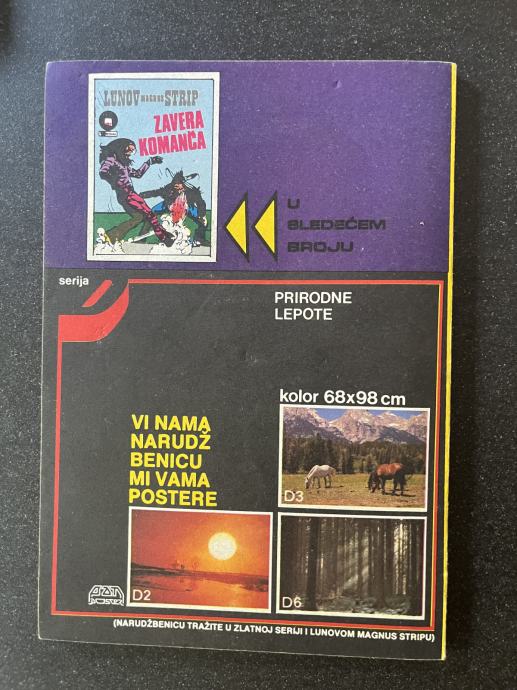 LUNOV MAGNUS STRIP
ZAVERA
KOMANČA
U
SLEDEĆEM
BROJU
serija
PRIRODNE
LEPOTE
kolor 68x98 cm
VI NAMA
NARUDŽ
BENICU
MI VAMA
POSTERE
D3
D2
D6
(NARUDŽBENICU TRAŽITE U ZLATNOJ SERIJI I LUNOVOM MAGNUS STRIPU)